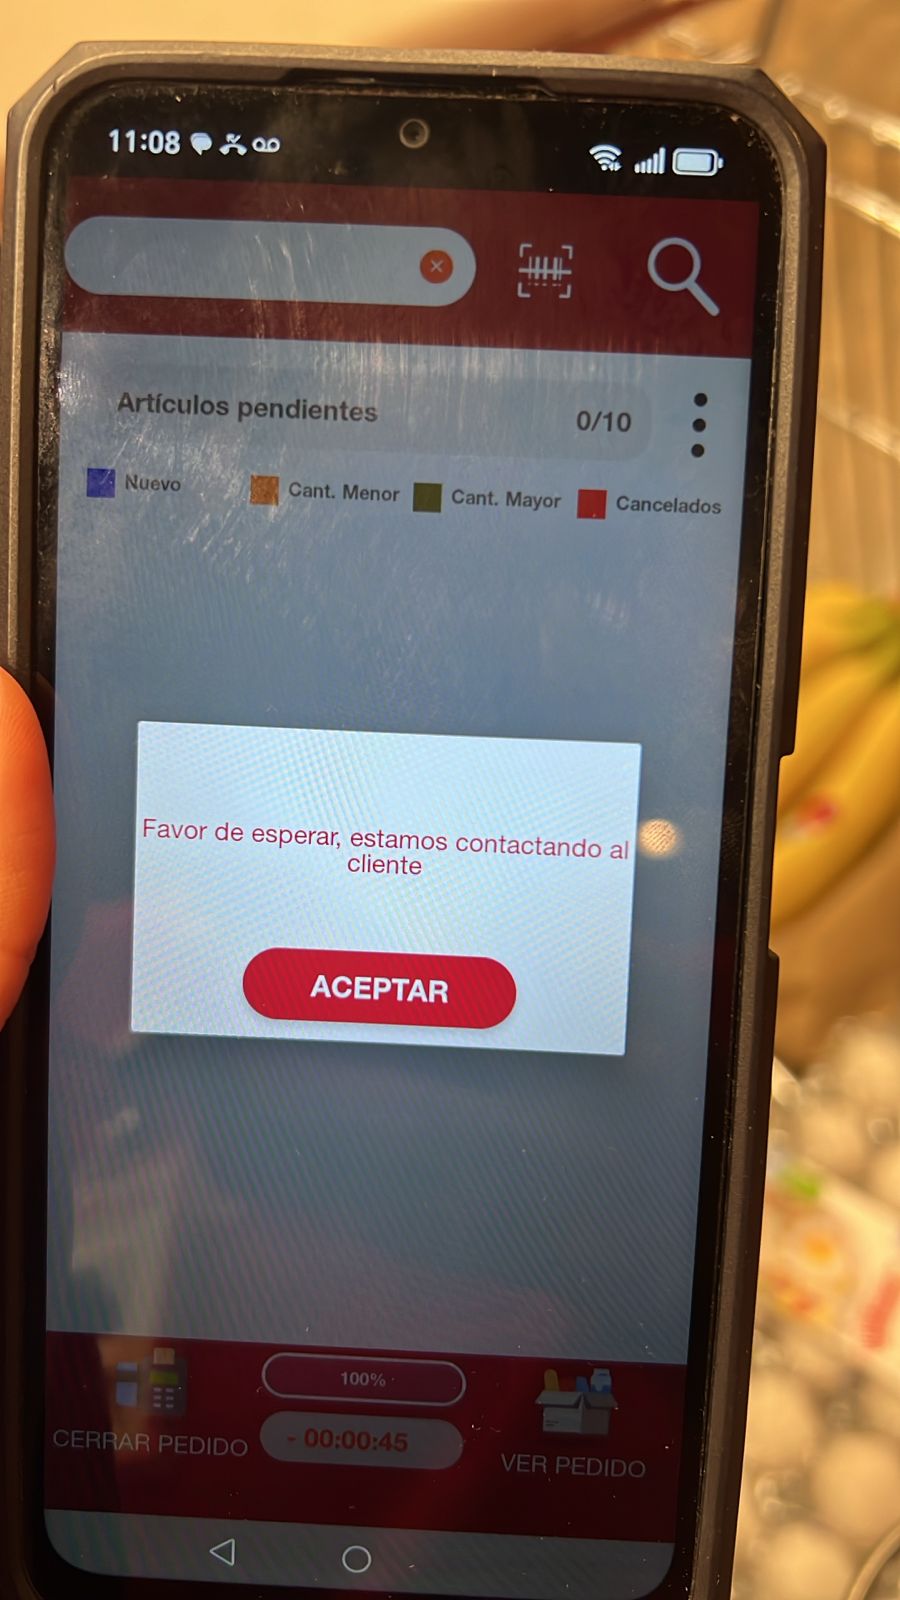 11:08
Artículos pendientes 0/10
Nuevo Cant. Menor Cant. Mayor Cancelados
Favor de esperar, estamos contactando al
cliente
ACEPTAR
100%
CERRAR PEDIDO - 00:00:45 VER PEDIDO